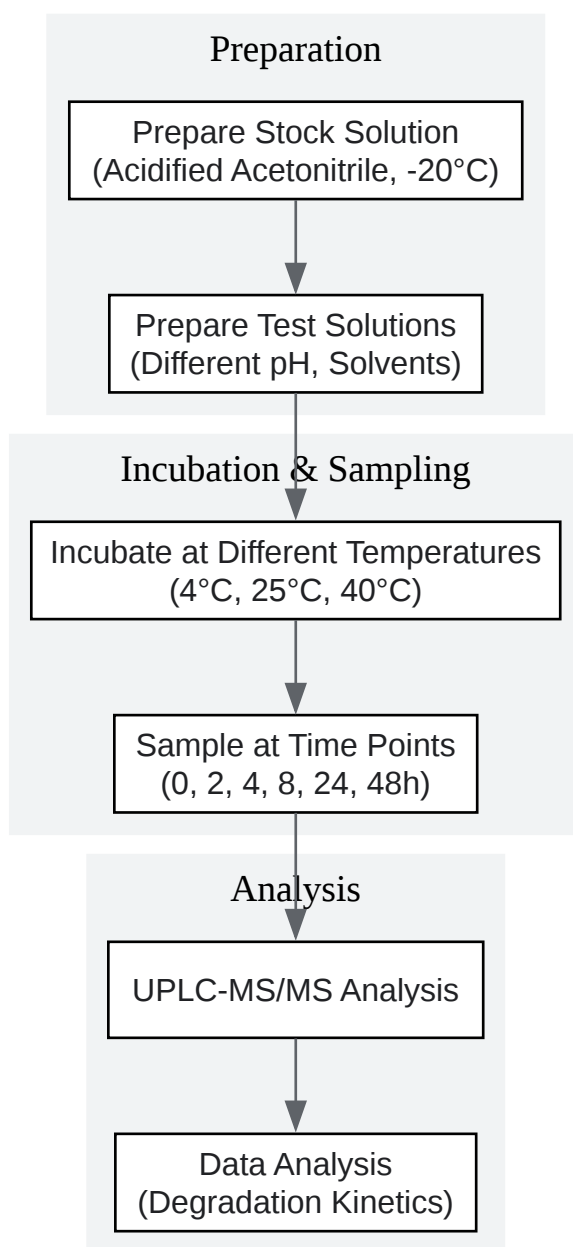 Preparation
Prepare Stock Solution
(Acidified Acetonitrile, -20°C)
Prepare Test Solutions
(Different pH, Solvents)
Incubation & Sampling
Incubate at Different Temperatures
(4°C, 25°C, 40°C)
Sample at Time Points
(0, 2, 4, 8, 24, 48h)
Analysis
UPLC-MS/MS Analysis
Data Analysis
(Degradation Kinetics)